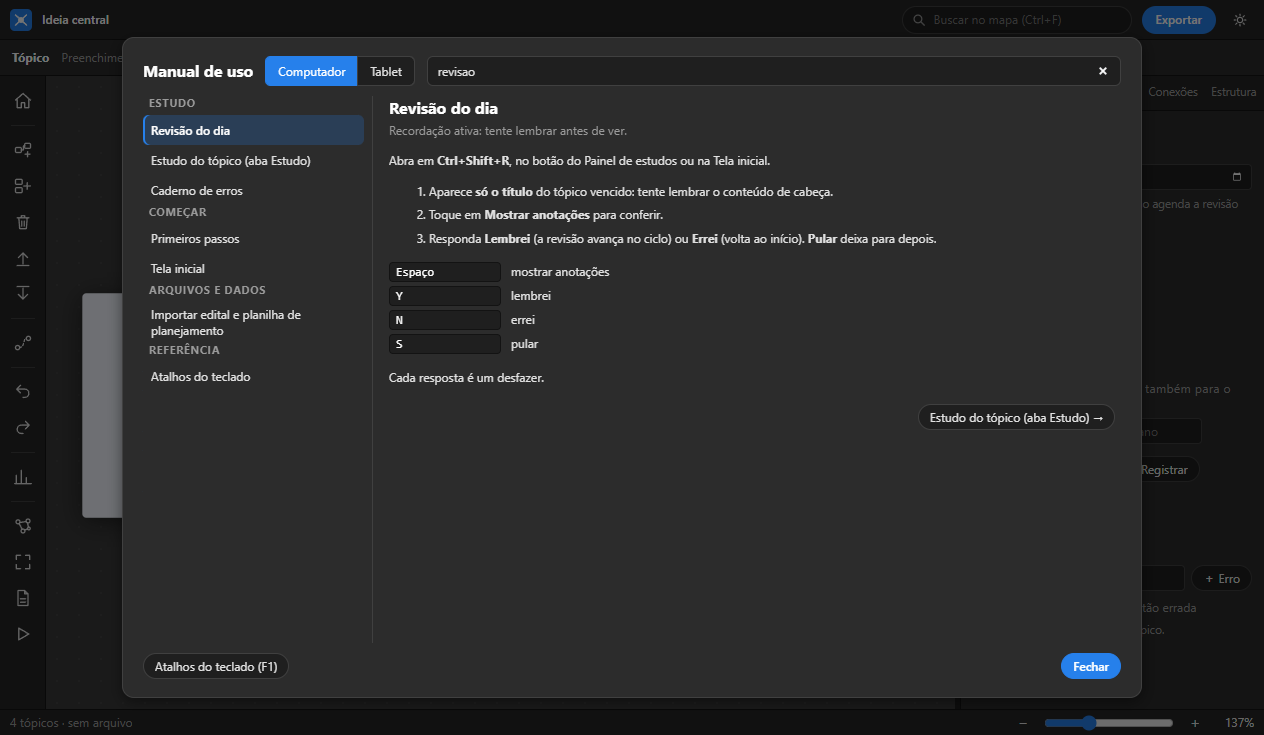 Ideia central
Buscar no mapa (Ctrl+F)
Exportar
Tópico
Preenchime
Conexões
Estrutura
Manual de uso
Computador
Tablet
revisao
×
ESTUDO
Revisão do dia
Estudo do tópico (aba Estudo)
Caderno de erros
COMEÇAR
Primeiros passos
Tela inicial
ARQUIVOS E DADOS
Importar edital e planilha de
planejamento
REFERÊNCIA
Atalhos do teclado
Revisão do dia
Recordação ativa: tente lembrar antes de ver.
Abra em Ctrl+Shift+R, no botão do Painel de estudos ou na Tela inicial.
1. Aparece só o título do tópico vencido: tente lembrar o conteúdo de cabeça.
2. Toque em Mostrar anotações para conferir.
3. Responda Lembrei (a revisão avança no ciclo) ou Errei (volta ao início). Pular deixa para depois.
Espaço mostrar anotações
Y lembrei
N errei
S pular
Cada resposta é um desfazer.
Estudo do tópico (aba Estudo) →
Atalhos do teclado (F1)
Fechar
o agenda a revisão
também para o
ano
Registrar
+ Erro
tão errada
pico.
4 tópicos · sem arquivo
− + 137%